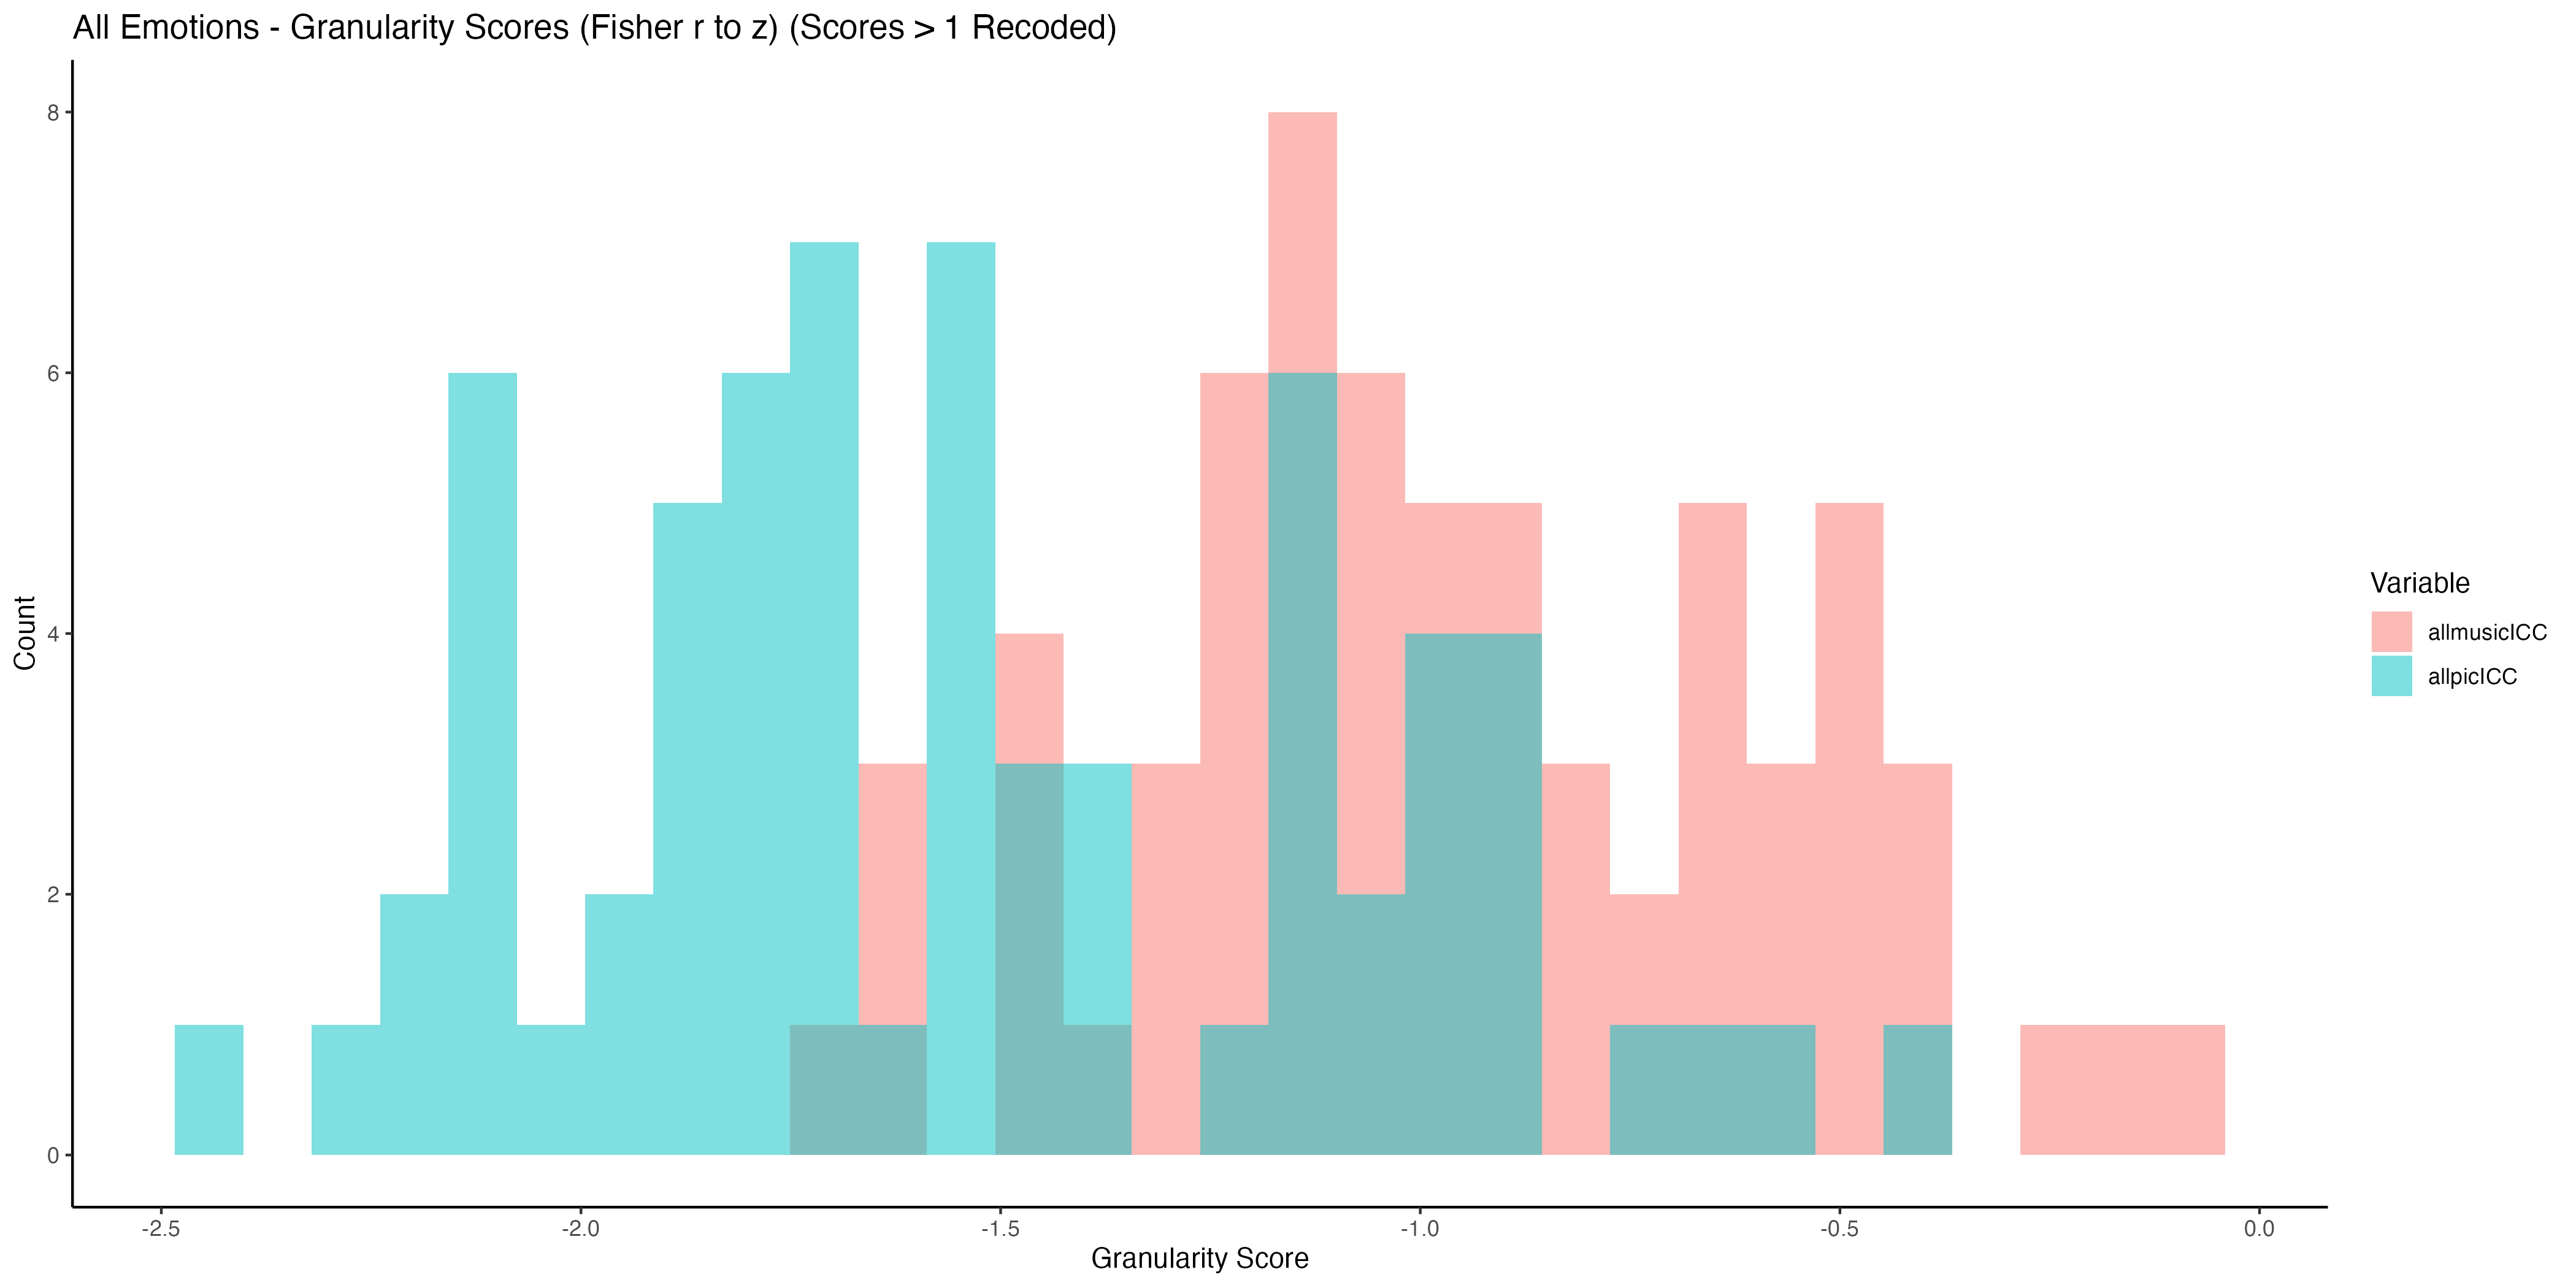 All Emotions - Granularity Scores (Fisher r to z) (Scores > 1 Recoded)
8
6
4
2
0
Count
-2.5
-2.0
-1.5
-1.0
-0.5
0.0
Granularity Score
Variable
allmusicICC
allpicICC